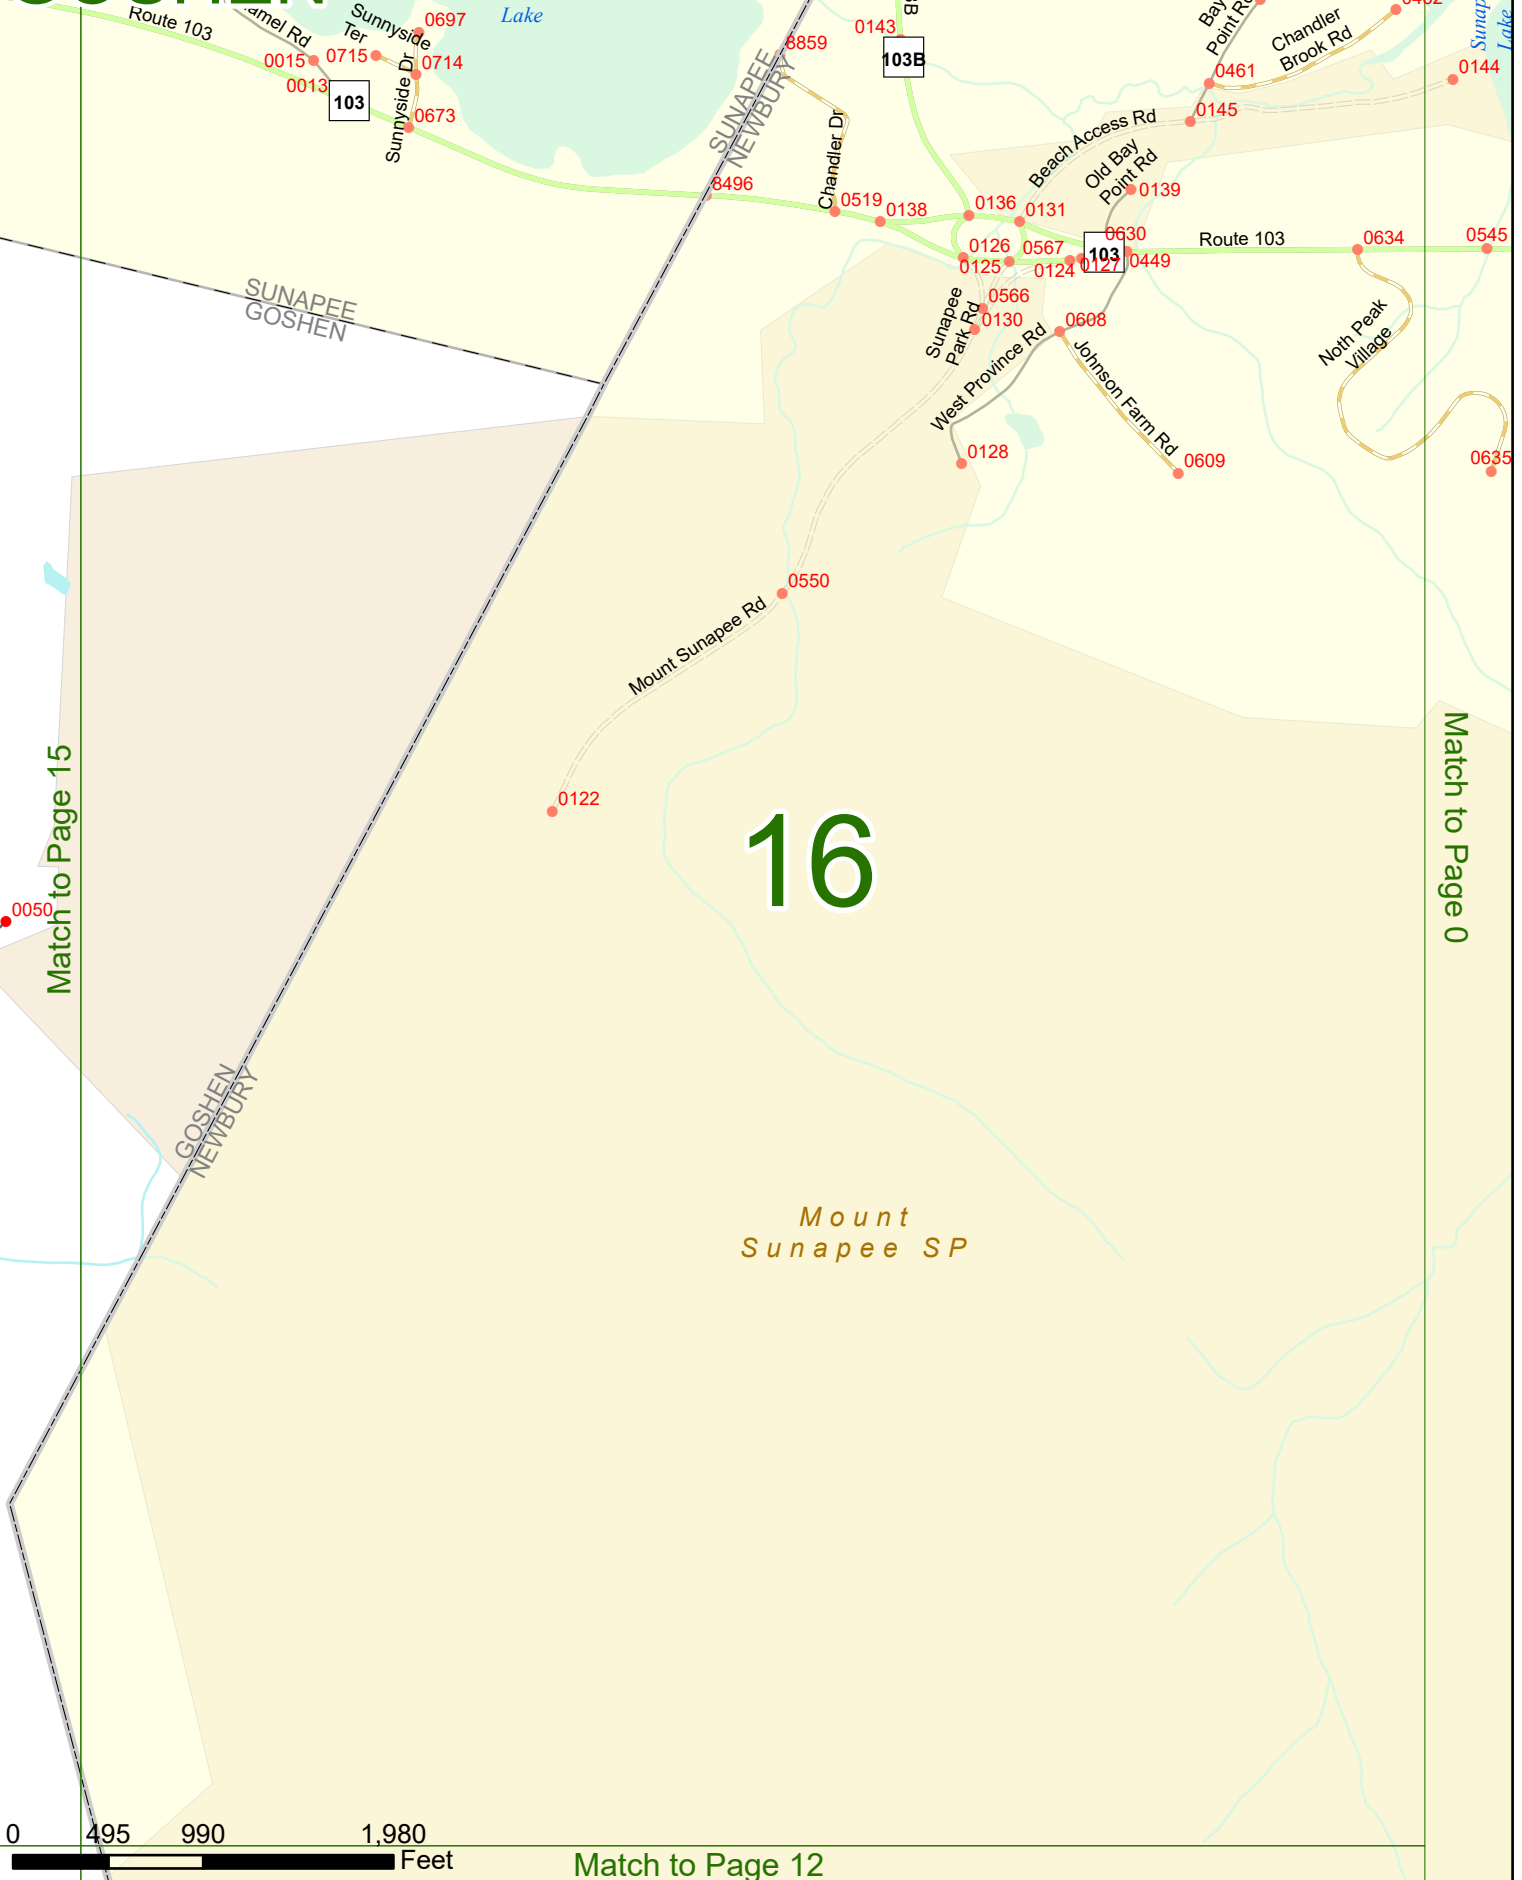 GOSHEN
Route 103
0015
0013
103
0715
Sunnyside
Ter
0697
0714
Sunnyside Dr
0673
Lake
8859
SUNAPEE
NEWBURY
8496
Chandler Dr
0519
0138
0143
103B
0136
0131
0126
0125
0567
0124
0127
103
0630
0449
Beach Access Rd
Old Bay
Point Rd
0139
0145
0461
Bay
Point Rd
Chandler
Brook Rd
0144
Lake
Route 103
0634
0545
Noth Peak
Village
0635
Sunapee
Park Rd
0566
0130
West Province Rd
0608
Johnson Farm Rd
0128
0609
SUNAPEE
GOSHEN
0550
Mount Sunapee Rd
0122
16
Match to Page 15
Match to Page 0
0050
GOSHEN
NEWBURY
Mount
Sunapee SP
0 495 990 1,980
Feet
Match to Page 12